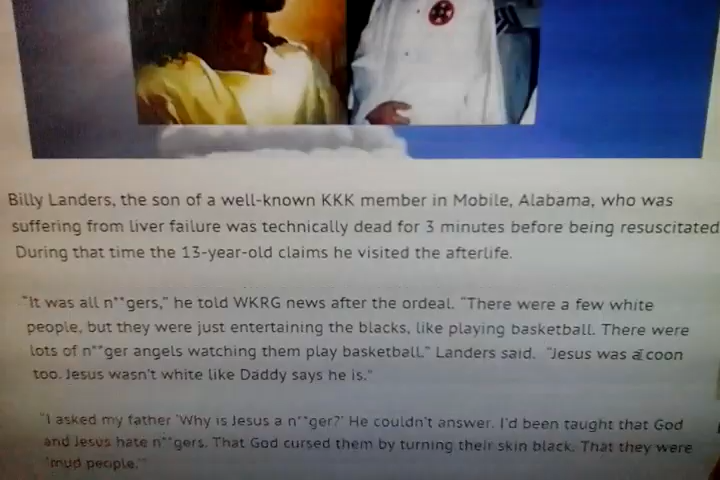 Billy Landers, the son of a well-known KKK member in Mobile, Alabama, who was
suffering from liver failure was technically dead for 3 minutes before being resuscitated
During that time the 13-year-old claims he visited the afterlife.
"It was all n**gers," he told WKRG news after the ordeal. "There were a few white
people, but they were just entertaining the blacks, like playing basketball. There were
lots of n**ger angels watching them play basketball." Landers said. "Jesus was a coon
too. Jesus wasn't white like Daddy says he is."
"I asked my father 'Why is Jesus a n**ger?' He couldn't answer. I'd been taught that God
and Jesus hate n**gers. That God cursed them by turning their skin black. That they were
'mud people.'"